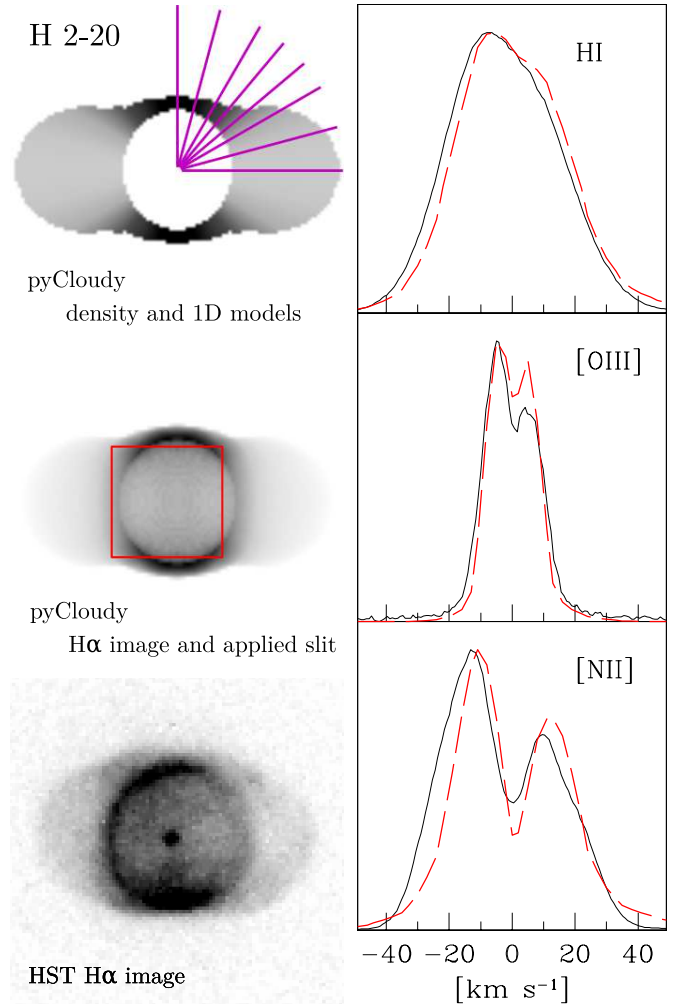 H 2-20
pyCloudy
density and 1D models
pyCloudy
Hα image and applied slit
HST Hα image
HI
[OIII]
[NII]
−40 −20 0 20 40
[km s⁻¹]